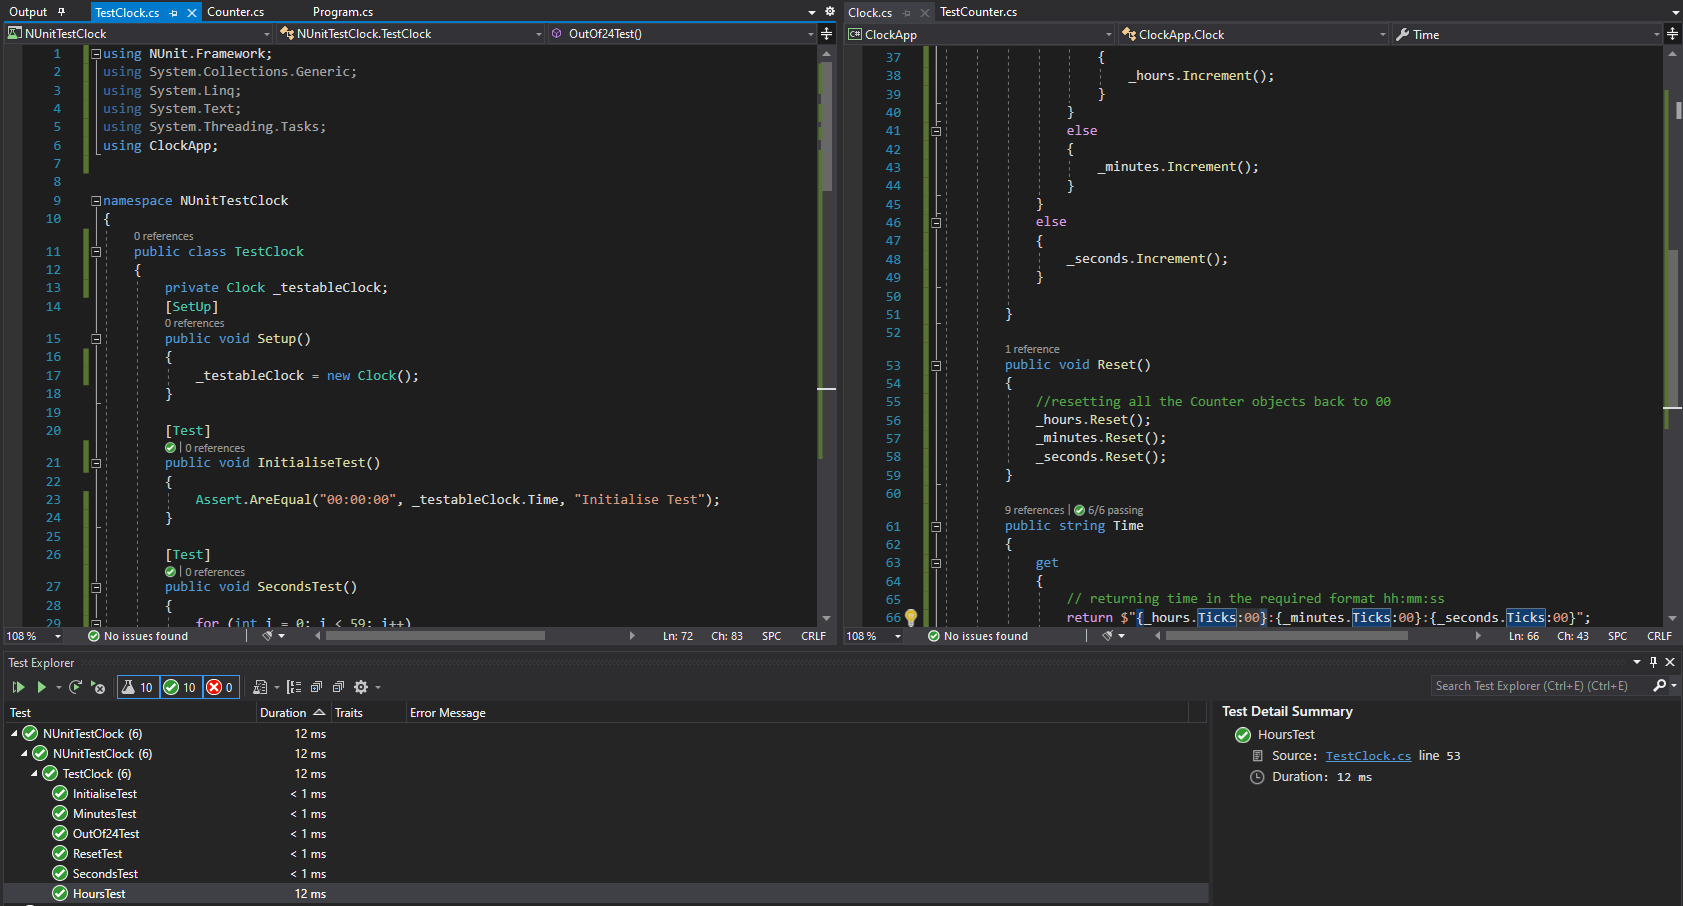 Output
TestClock.cs
Counter.cs
Program.cs
NUnitTestClock
NUnitTestClock.TestClock
OutOf24Test()
1 using NUnit.Framework;
2 using System.Collections.Generic;
3 using System.Linq;
4 using System.Text;
5 using System.Threading.Tasks;
6 using ClockApp;
7
8
9 namespace NUnitTestClock
10 {
0 references
11 public class TestClock
12 {
13 private Clock _testableClock;
14 [SetUp]
0 references
15 public void Setup()
16 {
17 _testableClock = new Clock();
18 }
19
20 [Test]
| 0 references
21 public void InitialiseTest()
22 {
23 Assert.AreEqual("00:00:00", _testableClock.Time, "Initialise Test");
24 }
25
26 [Test]
| 0 references
27 public void SecondsTest()
28 {
29 for (int i = 0; i < 59; i++)
108 %
No issues found
Ln: 72 Ch: 83 SPC CRLF
Clock.cs
TestCounter.cs
C# ClockApp
ClockApp.Clock
Time
37 {
38 _hours.Increment();
39 }
40 }
41 else
42 {
43 _minutes.Increment();
44 }
45 }
46 else
47 {
48 _seconds.Increment();
49 }
50
51 }
52
1 reference
53 public void Reset()
54 {
55 //resetting all the Counter objects back to 00
56 _hours.Reset();
57 _minutes.Reset();
58 _seconds.Reset();
59 }
60
9 references | 6/6 passing
61 public string Time
62 {
63 get
64 {
65 // returning time in the required format hh:mm:ss
66 return $"{_hours.Ticks:00}:{_minutes.Ticks:00}:{_seconds.Ticks:00}";
108 %
No issues found
Ln: 66 Ch: 43 SPC CRLF
Test Explorer
10 10 0
Search Test Explorer (Ctrl+E) (Ctrl+E)
Test Duration Traits Error Message
NUnitTestClock (6) 12 ms
NUnitTestClock (6) 12 ms
TestClock (6) 12 ms
InitialiseTest < 1 ms
MinutesTest < 1 ms
OutOf24Test < 1 ms
ResetTest < 1 ms
SecondsTest < 1 ms
HoursTest 12 ms
Test Detail Summary
HoursTest
Source: TestClock.cs line 53
Duration: 12 ms